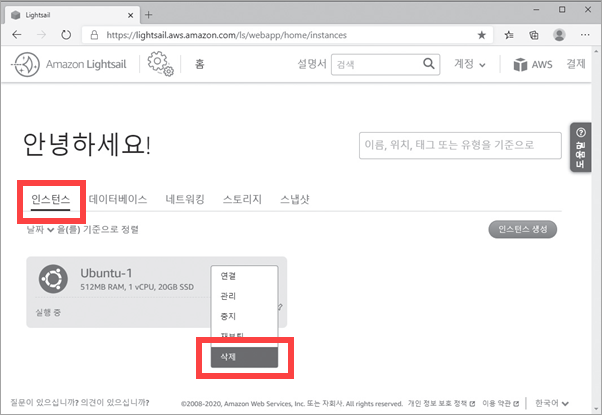 Lightsail
https://lightsail.aws.amazon.com/ls/webapp/home/instances
Amazon Lightsail 홈 설명서 검색 계정 AWS 결제
안녕하세요!
이름, 위치, 태그 또는 유형을 기준으로
도움말
인스턴스 데이터베이스 네트워킹 스토리지 스냅샷
날짜 을(를) 기준으로 정렬
인스턴스 생성
Ubuntu-1
512MB RAM, 1 vCPU, 20GB SSD
실행 중
연결
관리
중지
재부팅
삭제
질문이 있으십니까? 의견이 있으십니까?
©2008-2020, Amazon Web Services, Inc. 또는 자회사. All rights reserved. 개인 정보 보호 정책 이용 약관 한국어